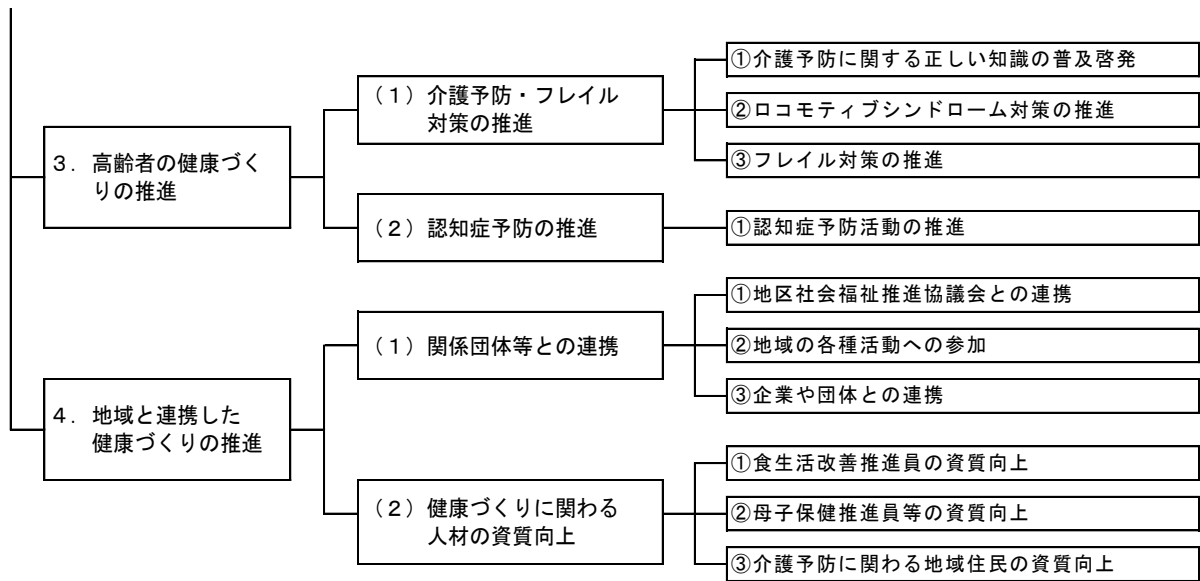 3．高齢者の健康づく
りの推進
（1）介護予防・フレイル
対策の推進
①介護予防に関する正しい知識の普及啓発
②ロコモティブシンドローム対策の推進
③フレイル対策の推進
（2）認知症予防の推進
①認知症予防活動の推進
4．地域と連携した
健康づくりの推進
（1）関係団体等との連携
①地区社会福祉推進協議会との連携
②地域の各種活動への参加
③企業や団体との連携
（2）健康づくりに関わる
人材の資質向上
①食生活改善推進員の資質向上
②母子保健推進員等の資質向上
③介護予防に関わる地域住民の資質向上